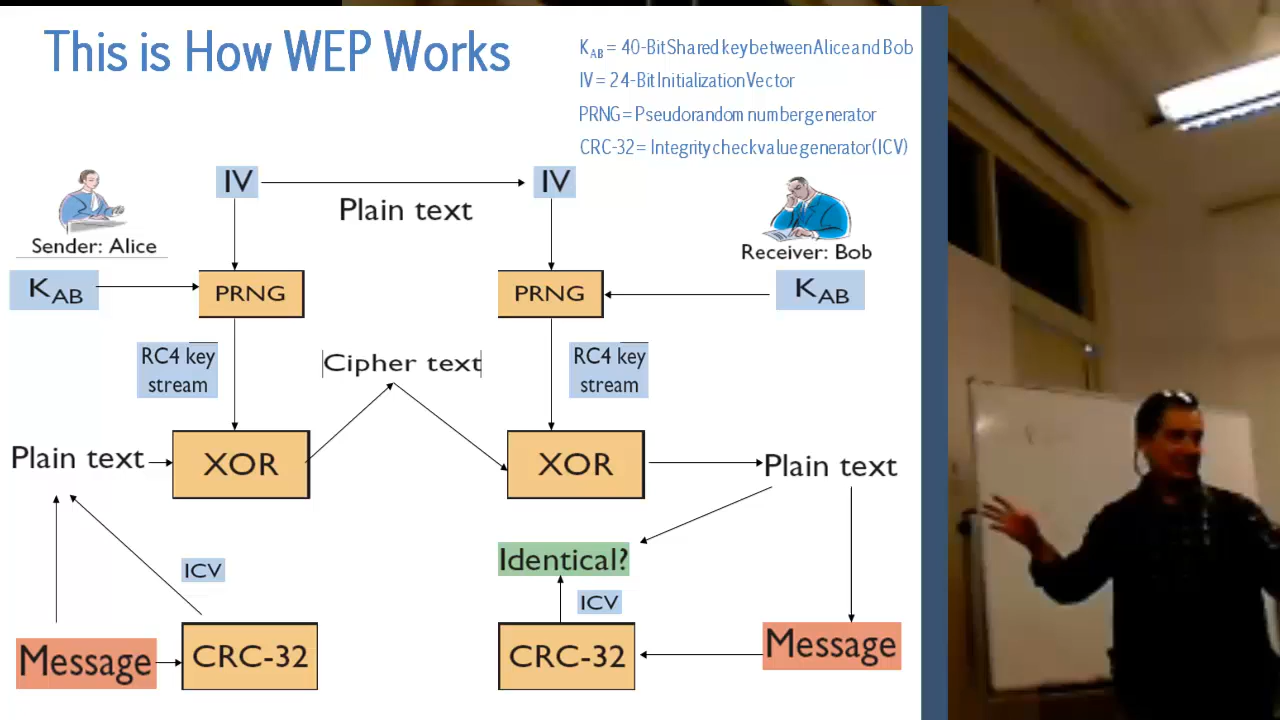 This is How WEP Works
K AB = 40-Bit Shared key between Alice and Bob
IV = 24-Bit Initialization Vector
PRNG = Pseudorandom number generator
CRC-32 = Integrity check value generator (ICV)
IV
IV
Plain text
Sender: Alice
Receiver: Bob
K AB
PRNG
PRNG
K AB
RC4 key
stream
Cipher text
RC4 key
stream
Plain text
XOR
XOR
Plain text
Identical?
ICV
ICV
Message
CRC-32
CRC-32
Message